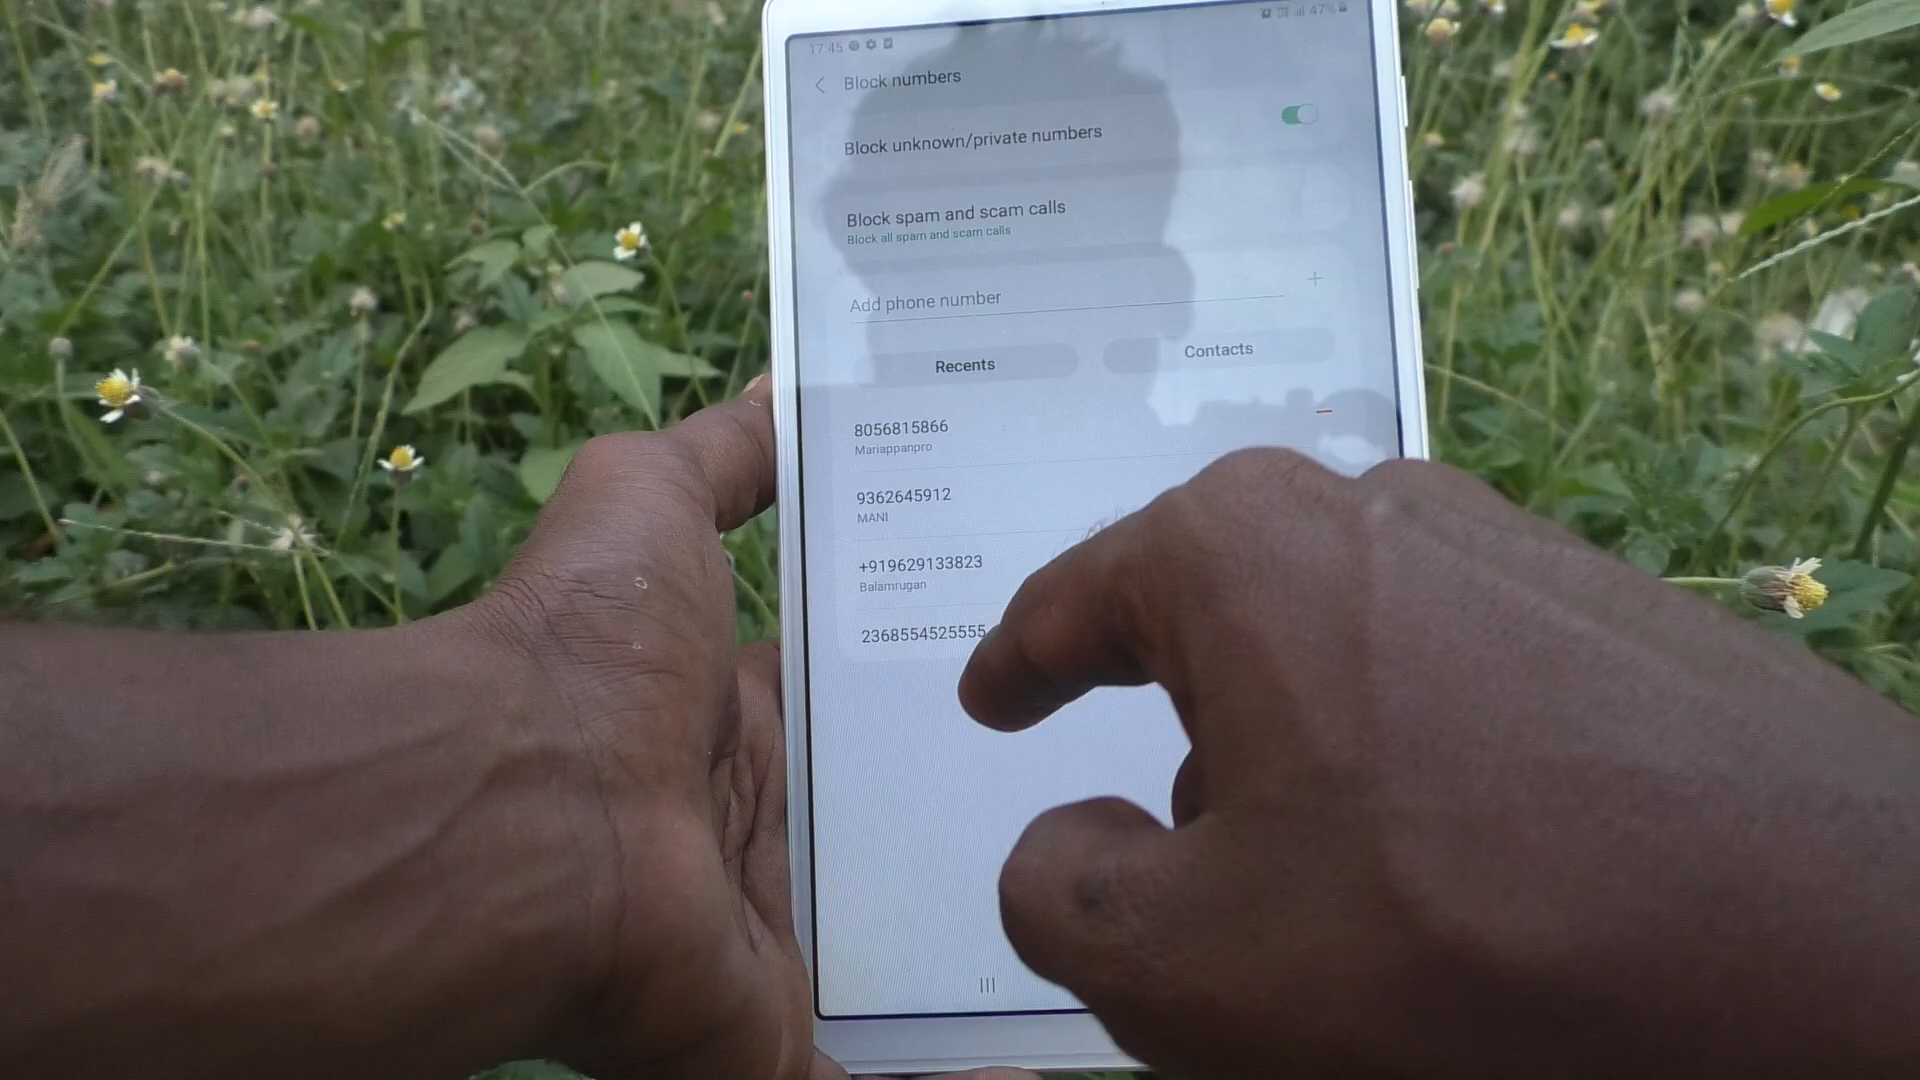 17:45 47%
Block numbers
Block unknown/private numbers
Block spam and scam calls
Block all spam and scam calls
Add phone number +
Recents Contacts
8056815866
Mariappanpro
9362645912
MANI
+919629133823
Balamrugan
2368554525555